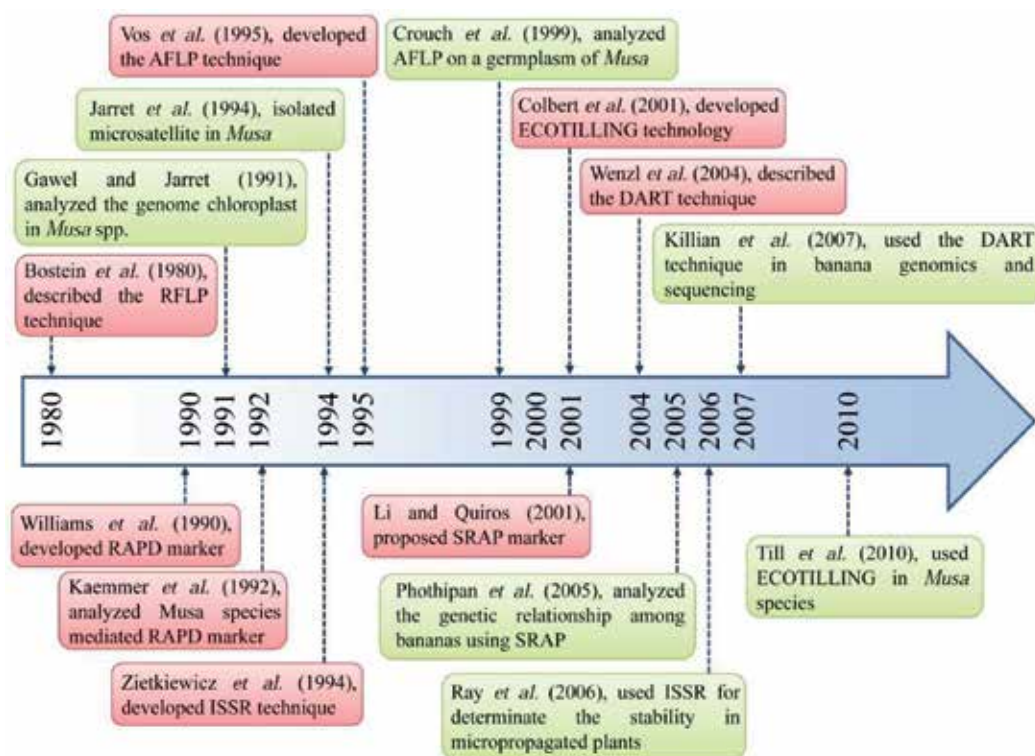 Vos et al. (1995), developed
the AFLP technique
Crouch et al. (1999), analyzed
AFLP on a germplasm of Musa
Jarret et al. (1994), isolated
microsatellite in Musa
Colbert et al. (2001), developed
ECOTILLING technology
Gawel and Jarret (1991),
analyzed the genome chloroplast
in Musa spp.
Wenzl et al. (2004), described
the DART technique
Bostein et al. (1980),
described the RFLP
technique
Killian et al. (2007), used the DART
technique in banana genomics and
sequencing
1980
1990
1991
1992
1994
1995
1999
2000
2001
2004
2005
2006
2007
2010
Williams et al. (1990),
developed RAPD marker
Kaemmer et al. (1992),
analyzed Musa species
mediated RAPD marker
Zietkiewicz et al. (1994),
developed ISSR technique
Li and Quiros (2001),
proposed SRAP marker
Phothipan et al. (2005), analyzed
the genetic relationship among
bananas using SRAP
Ray et al. (2006), used ISSR for
determinate the stability in
micropropagated plants
Till et al. (2010), used
ECOTILLING in Musa
species